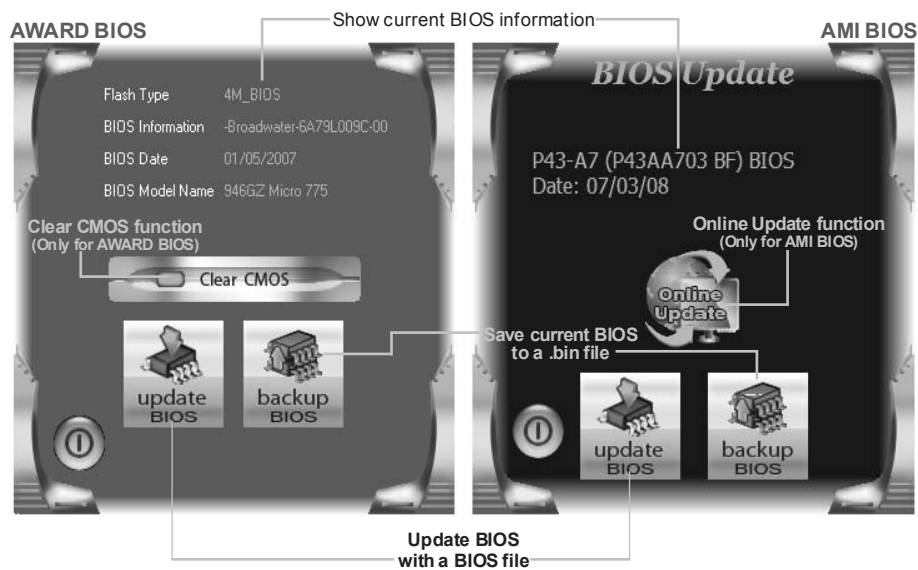 Show current BIOS information
AWARD BIOS
AMI BIOS
Flash Type 4M_BIOS
BIOS Information -Broadwater-6A79L009C-00
BIOS Date 01/05/2007
BIOS Model Name 946GZ Micro 775
Clear CMOS function
(Only for AWARD BIOS)
Clear CMOS
update
BIOS
backup
BIOS
BIOS Update
P43-A7 (P43AA703 BF) BIOS
Date: 07/03/08
Online Update function
(Only for AMI BIOS)
Online
Update
Save current BIOS
to a .bin file
update
BIOS
backup
BIOS
Update BIOS
with a BIOS file